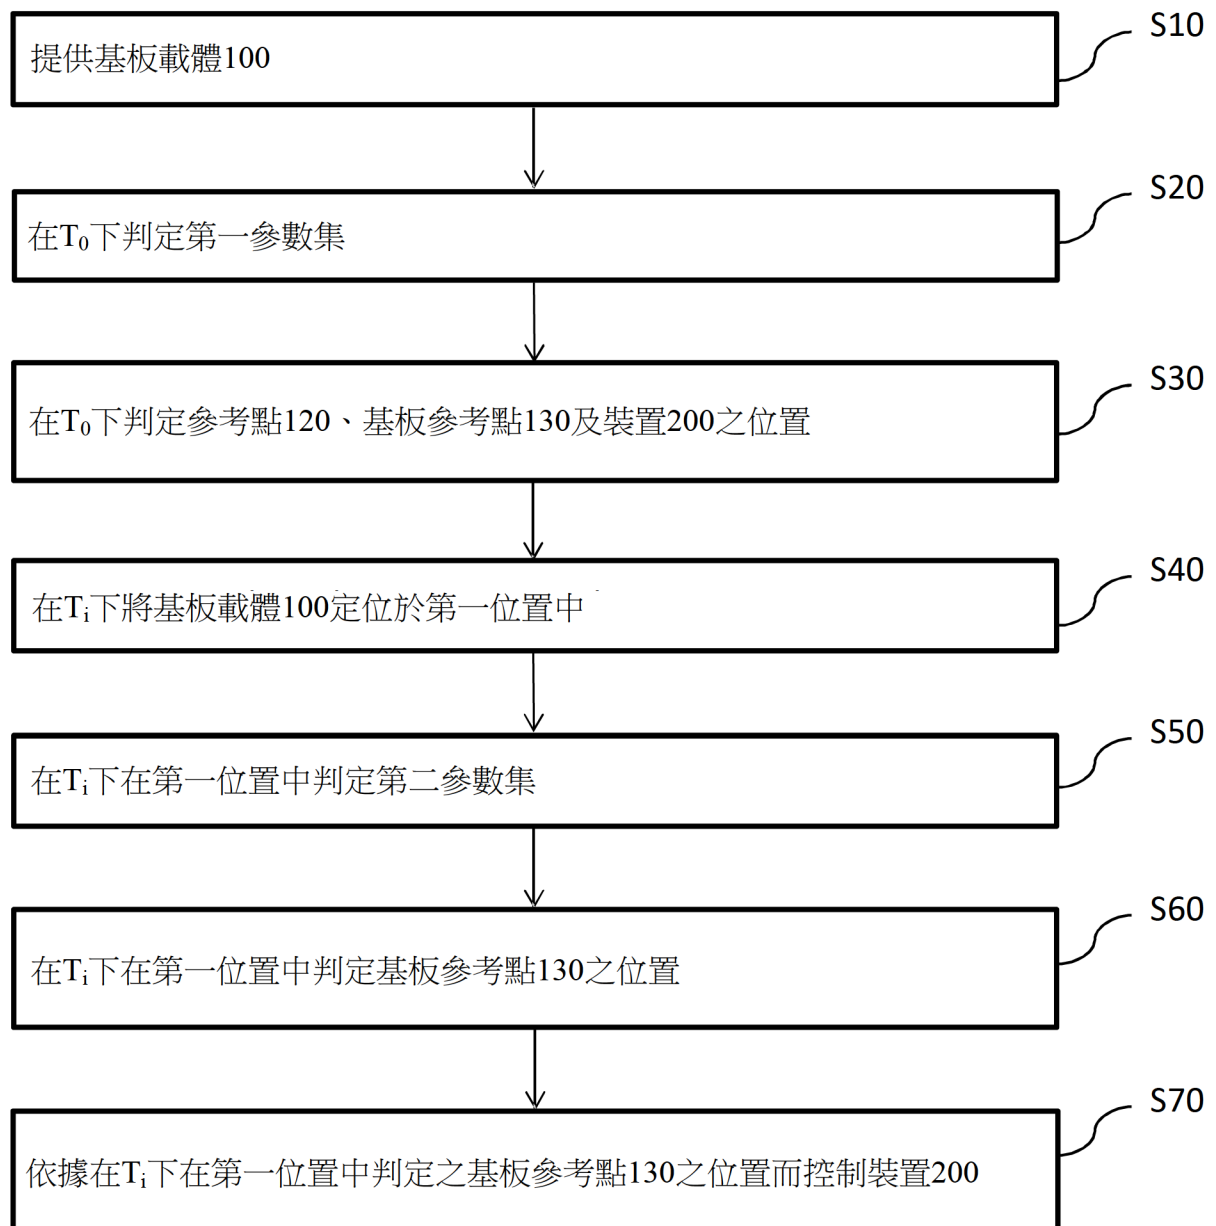 S10
提供基板載體100
S20
在T₀下判定第一參數集
S30
在T₀下判定參考點120、基板參考點130及裝置200之位置
S40
在Tᵢ下將基板載體100定位於第一位置中
S50
在Tᵢ下在第一位置中判定第二參數集
S60
在Tᵢ下在第一位置中判定基板參考點130之位置
S70
依據在Tᵢ下在第一位置中判定之基板參考點130之位置而控制裝置200